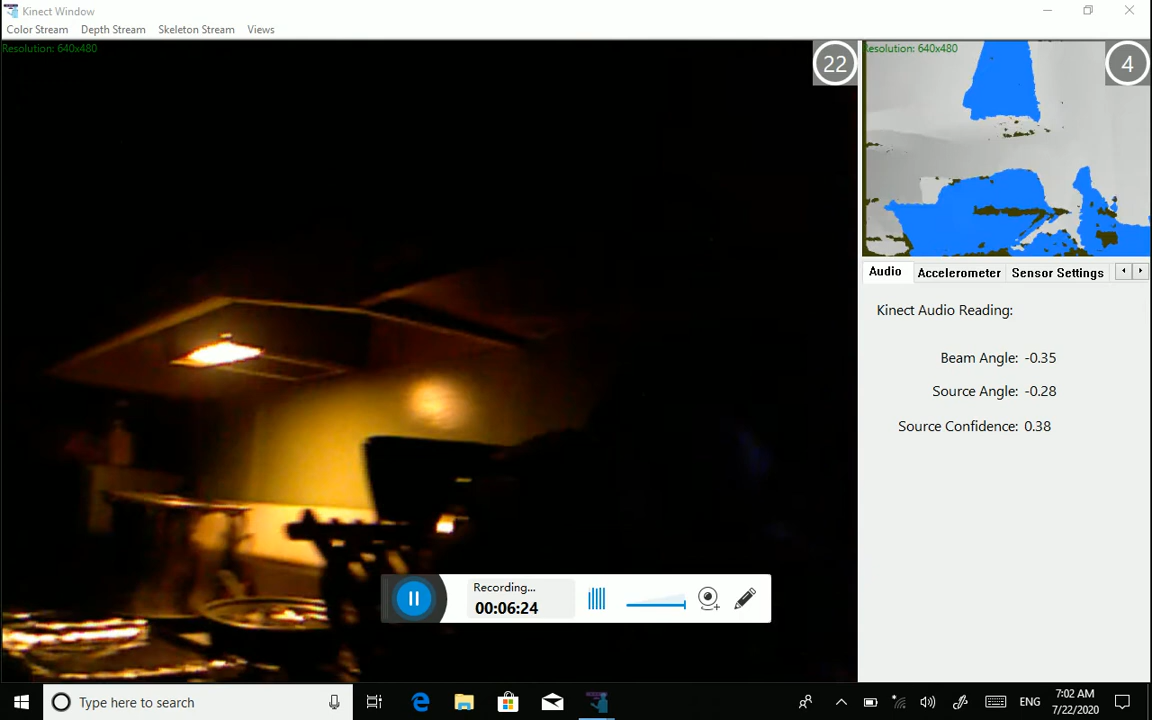 Kinect Window
Color Stream Depth Stream Skeleton Stream Views
Resolution: 640x480
22
esolution: 640x480
4
Audio Accelerometer Sensor Settings
Kinect Audio Reading:
Beam Angle: -0.35
Source Angle: -0.28
Source Confidence: 0.38
Recording...
00:06:24
Type here to search
ENG
7:02 AM
7/22/2020